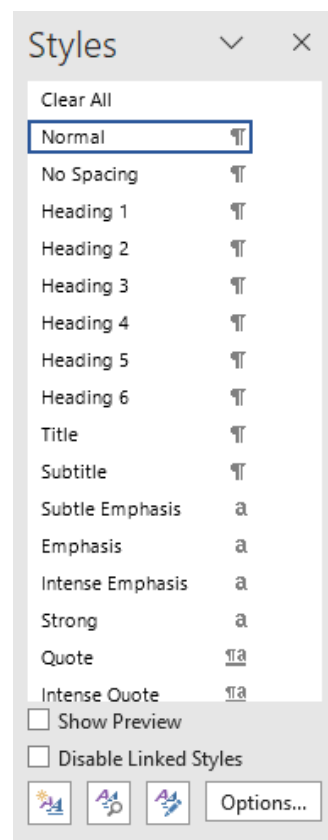 Styles
Clear All
Normal ¶
No Spacing ¶
Heading 1 ¶
Heading 2 ¶
Heading 3 ¶
Heading 4 ¶
Heading 5 ¶
Heading 6 ¶
Title ¶
Subtitle ¶
Subtle Emphasis a
Emphasis a
Intense Emphasis a
Strong a
Quote ¶a
Intense Quote ¶a
Show Preview
Disable Linked Styles
Options...